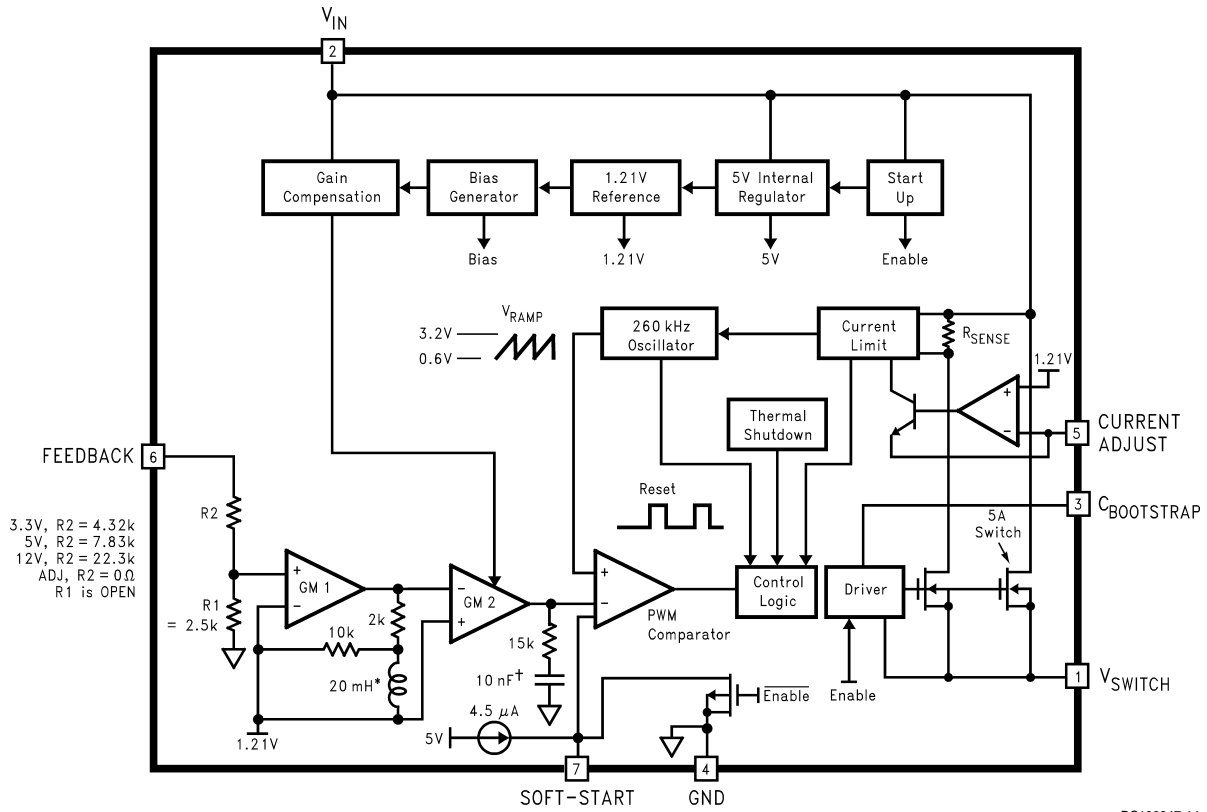 V_IN
2
Gain
Compensation
Bias
Generator
1.21V
Reference
5V Internal
Regulator
Start
Up
Bias
1.21V
5V
Enable
V_RAMP
3.2V
0.6V
260 kHz
Oscillator
Current
Limit
R_SENSE
1.21V
+
−
Thermal
Shutdown
5
CURRENT
ADJUST
FEEDBACK
6
Reset
3
C_BOOTSTRAP
5A
Switch
R2
3.3V, R2 = 4.32k
5V, R2 = 7.83k
12V, R2 = 22.3k
ADJ, R2 = 0Ω
R1 is OPEN
R1
= 2.5k
+
−
GM 1
2k
10k
20 mH*
−
+
GM 2
15k
10 nF†
+
−
PWM
Comparator
Control
Logic
Driver
Enable
1
V_SWITCH
Enable
1.21V
5V
4.5 μA
7
4
SOFT-START
GND